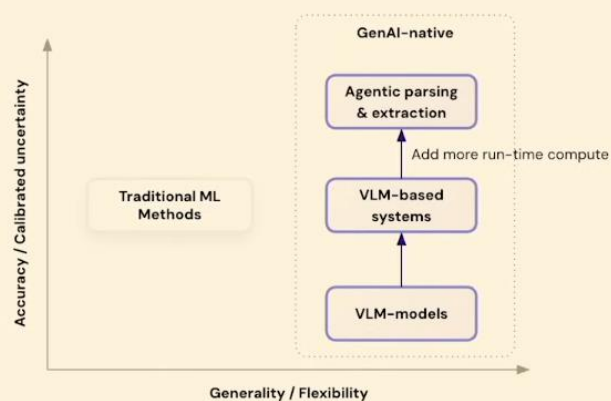 GenAI-native
Agentic parsing
& extraction
Add more run-time compute
Traditional ML
Methods
VLM-based
systems
VLM-models
Accuracy / Calibrated uncertainty
Generality / Flexibility